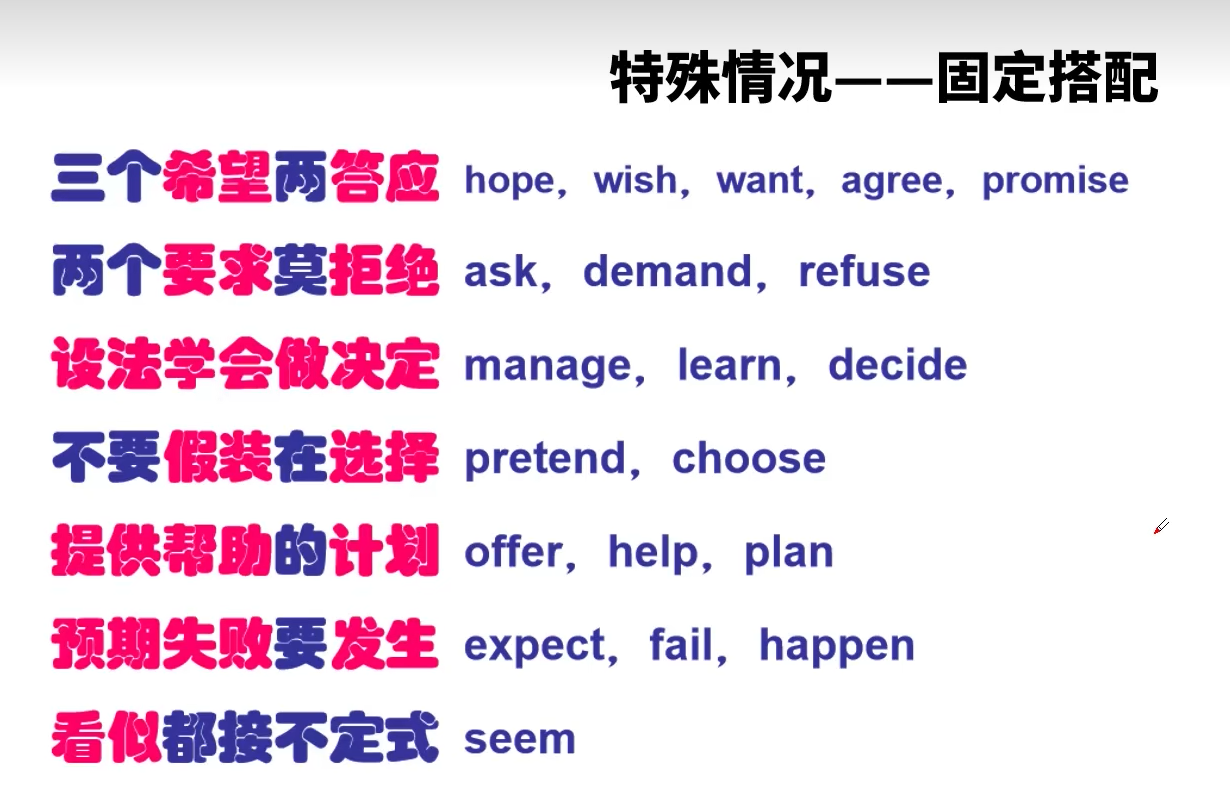 特殊情况——固定搭配
三个希望两答应 hope，wish，want，agree，promise
两个要求莫拒绝 ask，demand，refuse
设法学会做决定 manage，learn，decide
不要假装在选择 pretend，choose
提供帮助的计划 offer，help，plan
预期失败要发生 expect，fail，happen
看似都接不定式 seem